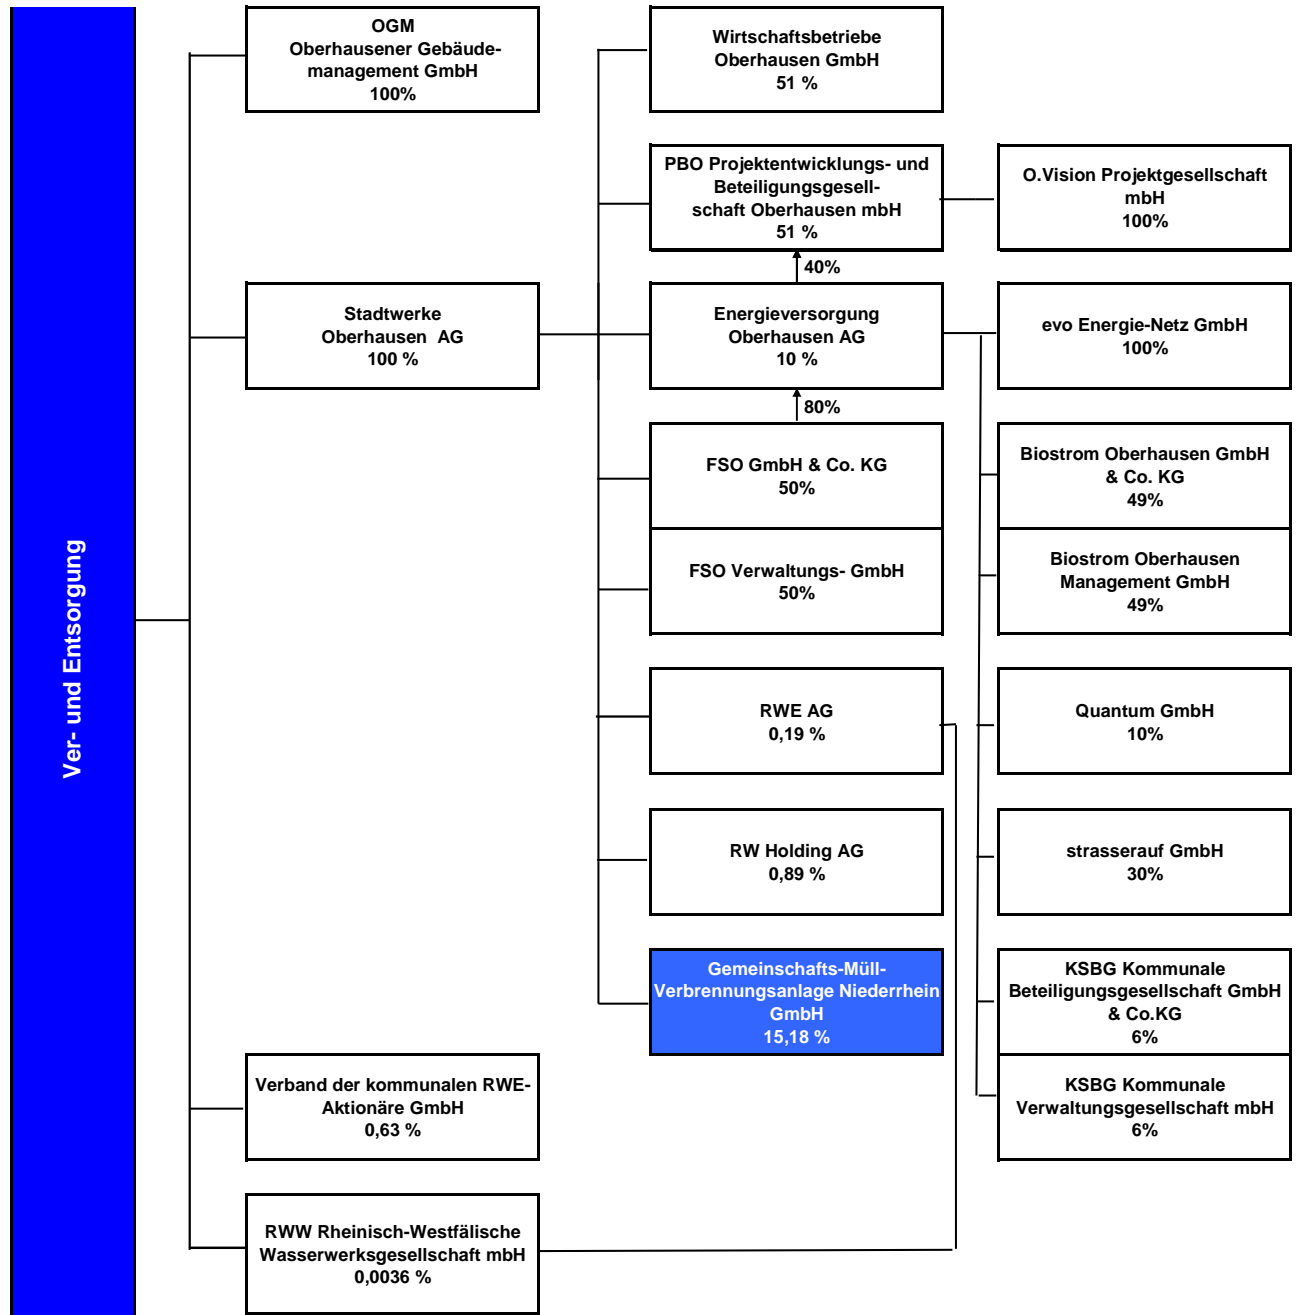 Ver- und Entsorgung
OGM
Oberhausener Gebäude-
management GmbH
100%
Stadtwerke
Oberhausen AG
100 %
Verband der kommunalen RWE-
Aktionäre GmbH
0,63 %
RWW Rheinisch-Westfälische
Wasserwerksgesellschaft mbH
0,0036 %
Wirtschaftsbetriebe
Oberhausen GmbH
51 %
PBO Projektentwicklungs- und
Beteiligungsgesell-
schaft Oberhausen mbH
51 %
40%
Energieversorgung
Oberhausen AG
10 %
80%
FSO GmbH & Co. KG
50%
FSO Verwaltungs- GmbH
50%
RWE AG
0,19 %
RW Holding AG
0,89 %
Gemeinschafts-Müll-
Verbrennungsanlage Niederrhein
GmbH
15,18 %
O.Vision Projektgesellschaft
mbH
100%
evo Energie-Netz GmbH
100%
Biostrom Oberhausen GmbH
& Co. KG
49%
Biostrom Oberhausen
Management GmbH
49%
Quantum GmbH
10%
strasserauf GmbH
30%
KSBG Kommunale
Beteiligungsgesellschaft GmbH
& Co.KG
6%
KSBG Kommunale
Verwaltungsgesellschaft mbH
6%